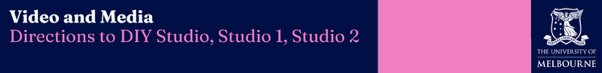 Video and Media
Directions to DIY Studio, Studio 1, Studio 2
THE UNIVERSITY OF
MELBOURNE